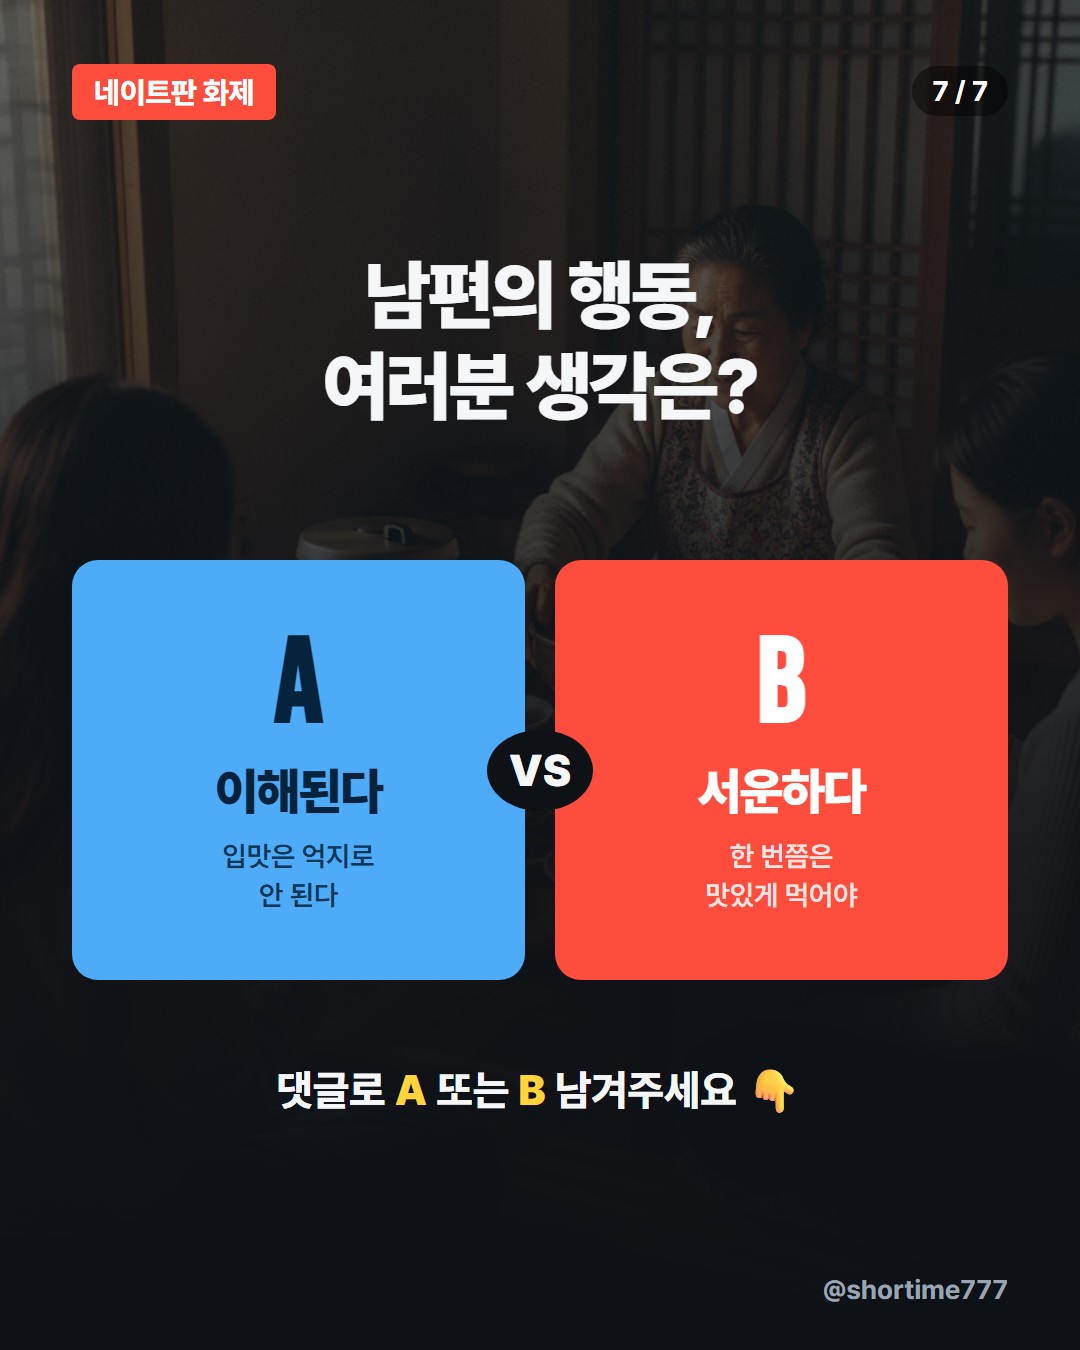 네이트판 화제
7 / 7
남편의 행동,
여러분 생각은?
A
이해된다
입맛은 억지로
안 된다
VS
B
서운하다
한 번쯤은
맛있게 먹어야
댓글로 A 또는 B 남겨주세요 👇
@shortime777